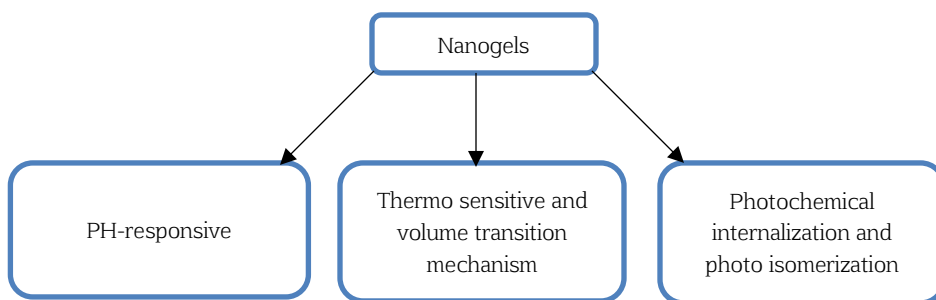 Nanogels
PH-responsive
Thermo sensitive and
volume transition
mechanism
Photochemical
internalization and
photo isomerization